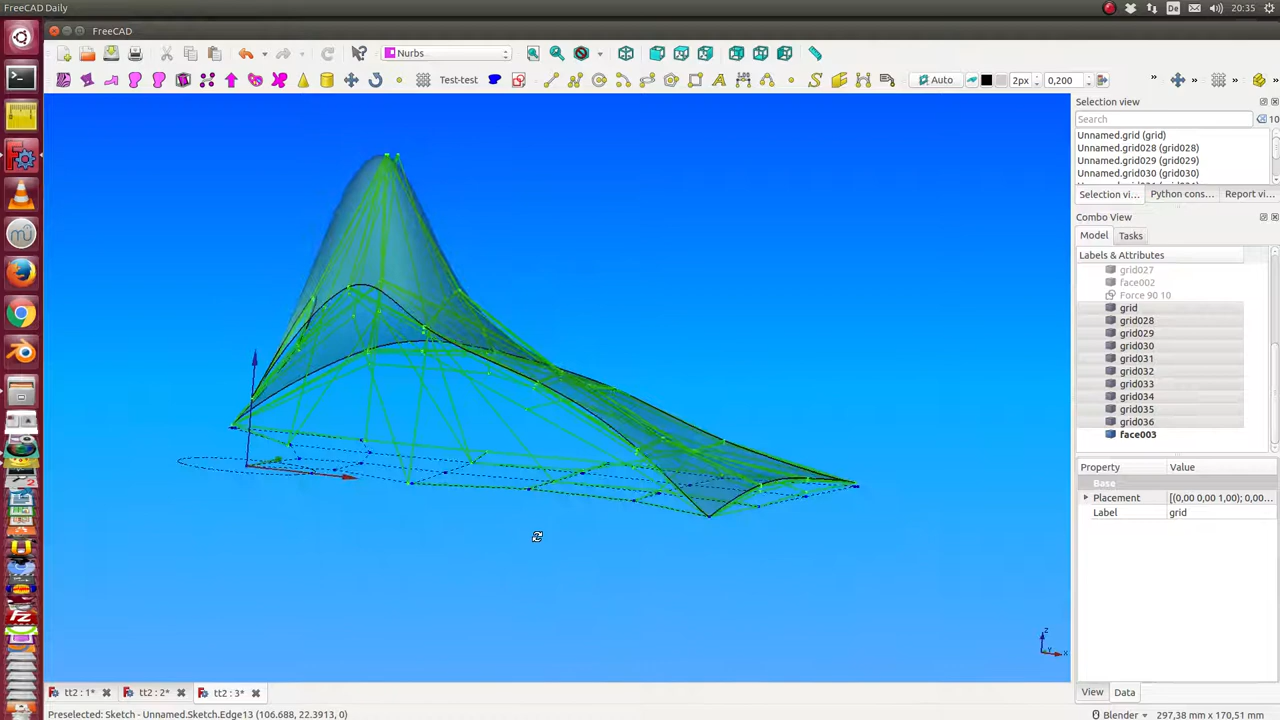 FreeCAD Daily
De
20:35
FreeCAD
Nurbs
Test-test
Auto
2px
0,200
»
»
»
Selection view
Search
10
Unnamed.grid (grid)
Unnamed.grid028 (grid028)
Unnamed.grid029 (grid029)
Unnamed.grid030 (grid030)
Selection vi...
Python cons...
Report vi...
Combo View
Model
Tasks
Labels & Attributes
grid027
face002
Force 90 10
grid
grid028
grid029
grid030
grid031
grid032
grid033
grid034
grid035
grid036
face003
Property
Value
Base
Placement
[(0,00 0,00 1,00); 0,00...
Label
grid
z
Y
x
View
Data
tt2 : 1*
tt2 : 2*
tt2 : 3*
Preselected: Sketch - Unnamed.Sketch.Edge13 (106.688, 22.3913, 0)
Blender
297,38 mm x 170,51 mm